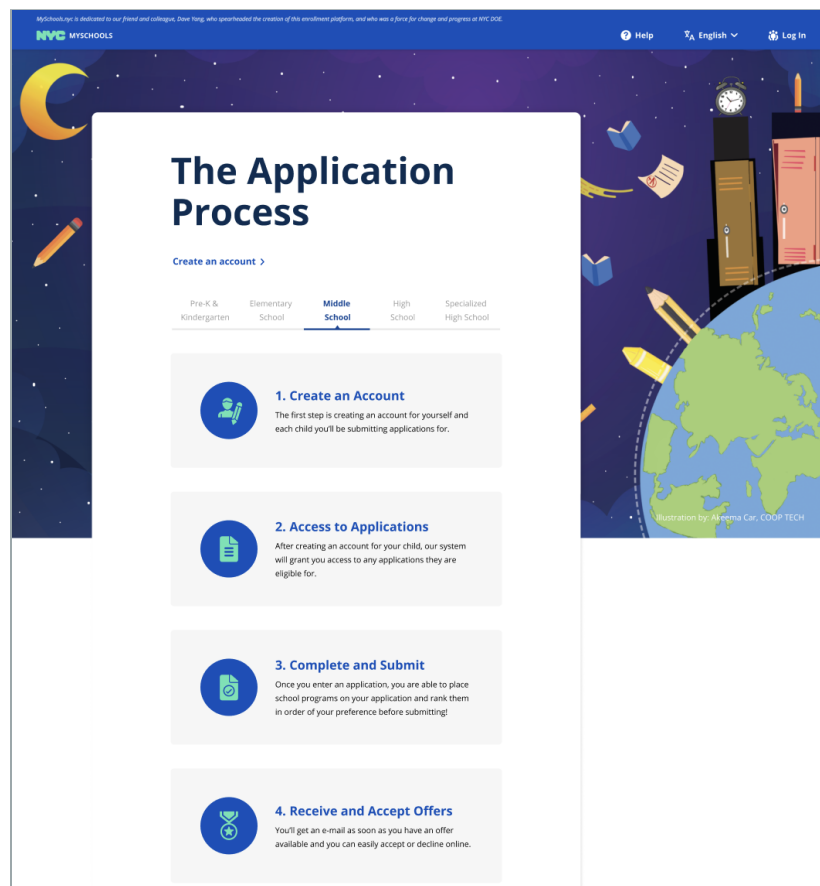 MySchools.nyc is dedicated to our friend and colleague, Dave Yang, who spearheaded the creation of this enrollment platform, and who was a force for change and progress at NYC DOE.
NYC MYSCHOOLS
Help
English
Log In
The Application
Process
Create an account
Pre-K &
Kindergarten
Elementary
School
Middle
School
High
School
Specialized
High School
1. Create an Account
The first step is creating an account for yourself and
each child you'll be submitting applications for.
2. Access to Applications
After creating an account for your child, our system
will grant you access to any applications they are
eligible for.
3. Complete and Submit
Once you enter an application, you are able to place
school programs on your application and rank them
in order of your preference before submitting!
4. Receive and Accept Offers
You'll get an e-mail as soon as you have an offer
available and you can easily accept or decline online.
Illustration by: Akeema Car, COOP TECH